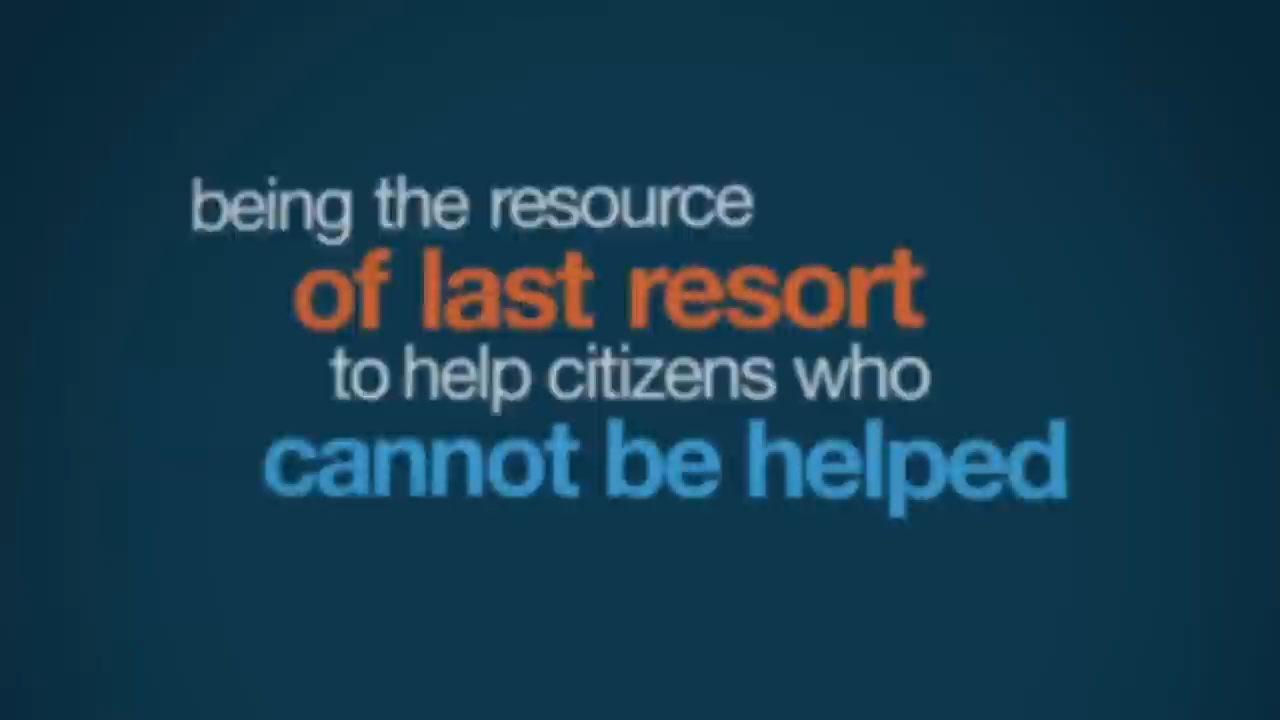 being the resource
of last resort
to help citizens who
cannot be helped